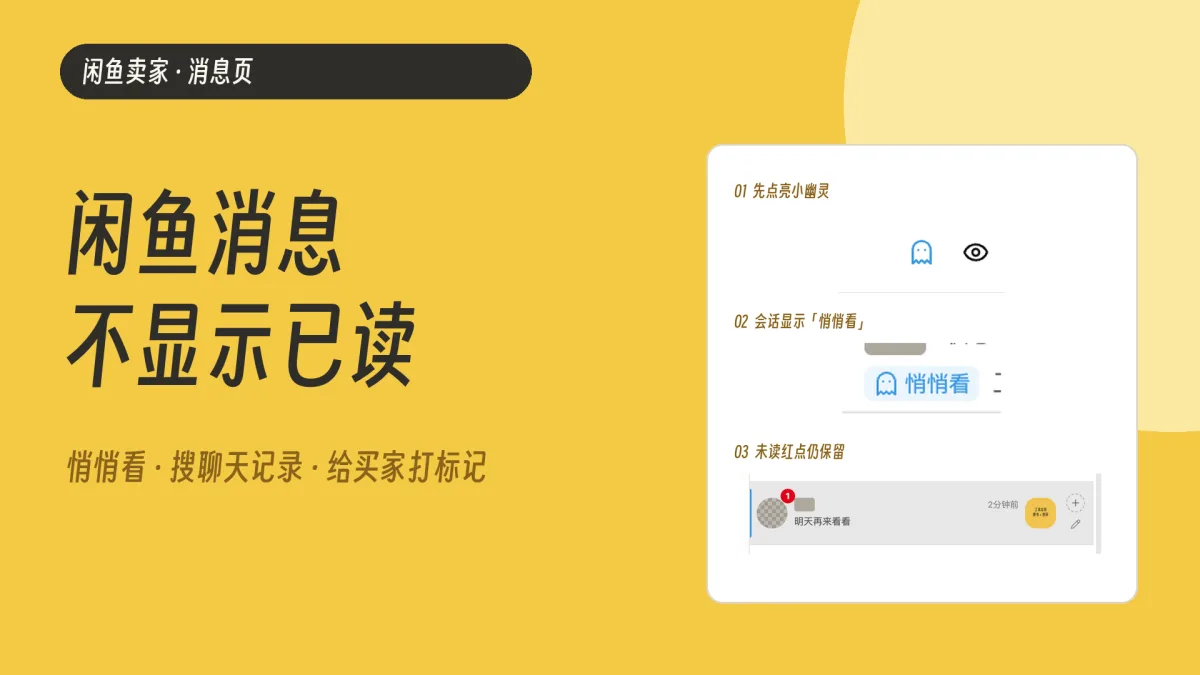 闲鱼卖家·消息页
闲鱼消息
不显示已读
悄悄看·搜聊天记录·给买家打标记
01 先点亮小幽灵
02 会话显示「悄悄看」
悄悄看
03 未读红点仍保留
1
2分钟前
明天再来看看